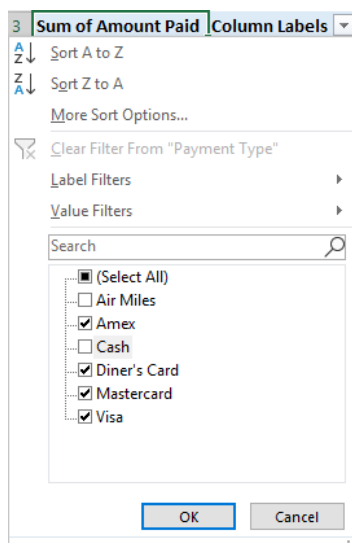 3 Sum of Amount Paid Column Labels
A Z Sort A to Z
Z A Sort Z to A
More Sort Options...
Clear Filter From "Payment Type"
Label Filters
Value Filters
Search
(Select All)
Air Miles
Amex
Cash
Diner's Card
Mastercard
Visa
OK Cancel